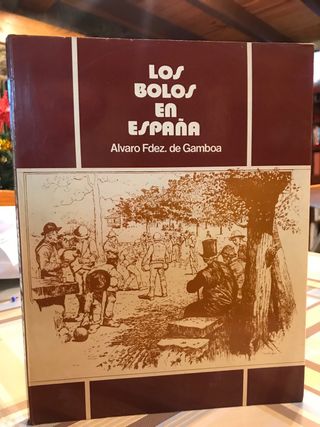 LOS
BOLOS
EN
ESPAÑA
Alvaro Fdez. de Gamboa